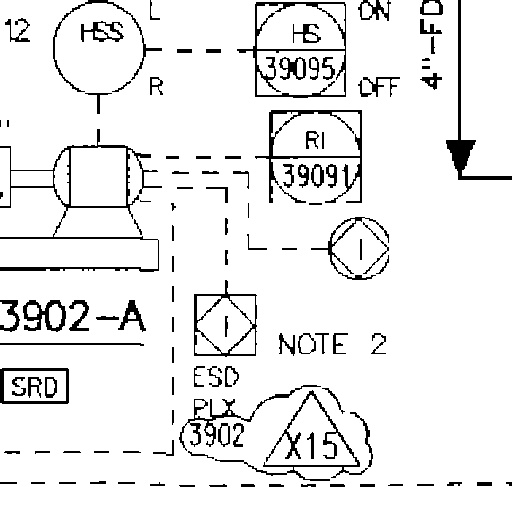 12
HSS
L
R
HS
39095
ON
OFF
4"-FD
RI
39091
"
I
I
3902-A
NOTE 2
SRD
ESD
PLX
3902
X15